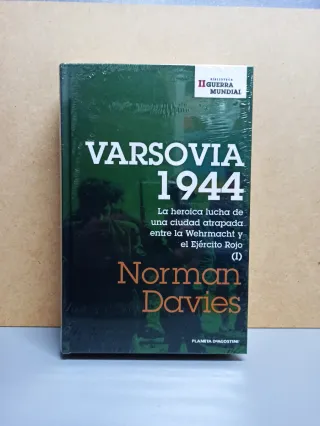 BIBLIOTECA
II GUERRA
MUNDIAL
VARSOVIA
1944
La heroica lucha de
una ciudad atrapada
entre la Wehrmacht y
el Ejército Rojo
(I)
Norman
Davies
PLANETA DEAGOSTINI